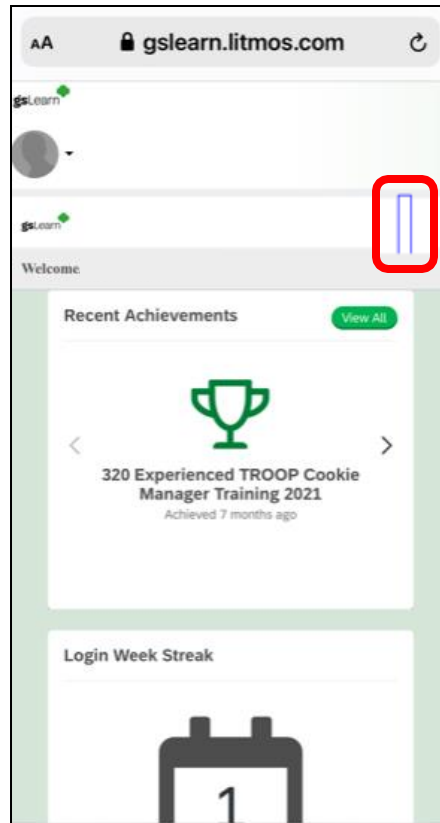 AA gslearn.litmos.com
gsLearn
gsLearn
Welcome
Recent Achievements View All
320 Experienced TROOP Cookie
Manager Training 2021
Achieved 7 months ago
Login Week Streak
1